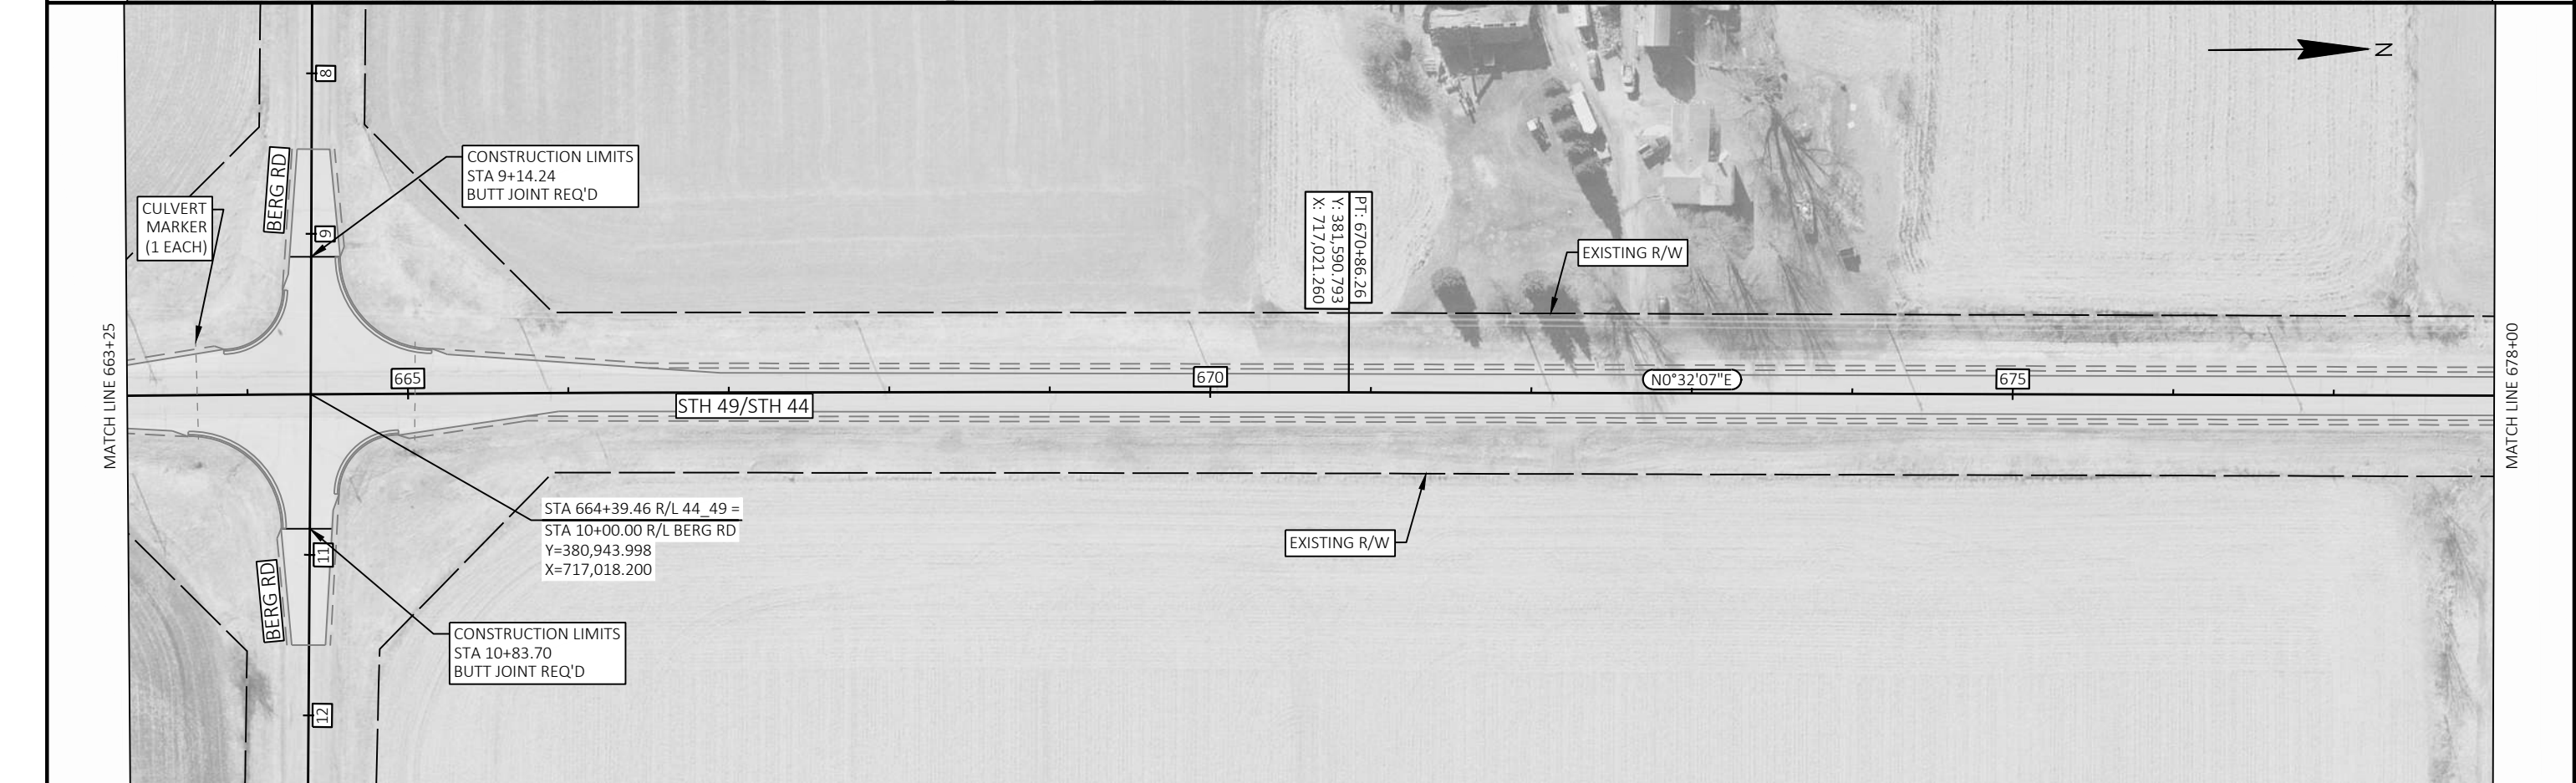 8
N
BERG RD
CONSTRUCTION LIMITS
STA 9+14.24
BUTT JOINT REQ'D
CULVERT
MARKER
(1 EACH)
9
PT: 670+86.26
Y: 381,590.793
X: 717,021.260
EXISTING R/W
MATCH LINE 663+25
665
670
N0°32'07"E
675
MATCH LINE 678+00
STH 49/STH 44
STA 664+39.46 R/L 44_49 =
STA 10+00.00 R/L BERG RD
Y=380,943.998
X=717,018.200
EXISTING R/W
11
BERG RD
CONSTRUCTION LIMITS
STA 10+83.70
BUTT JOINT REQ'D
12